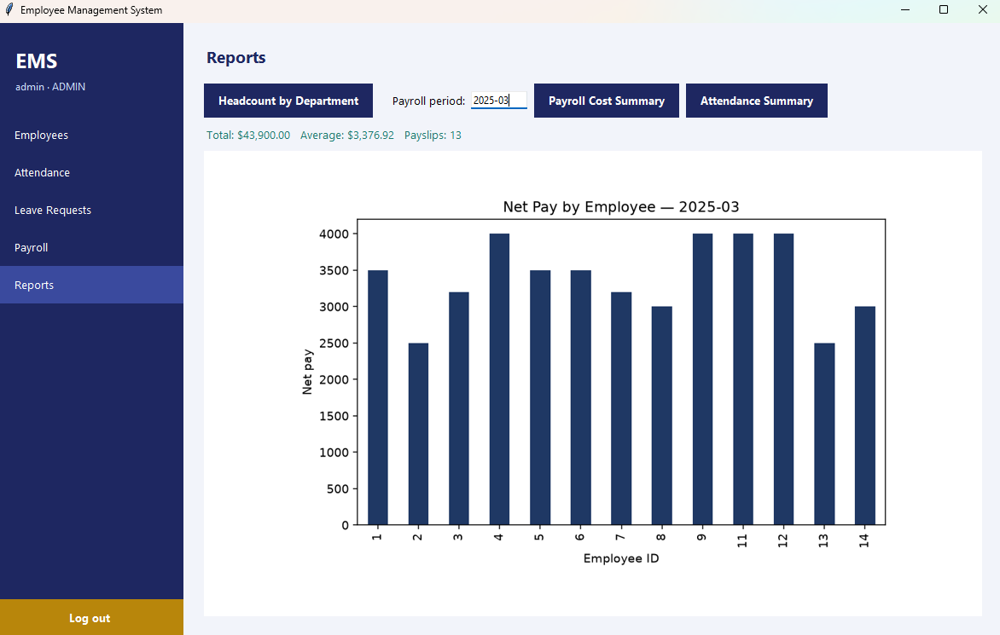 Employee Management System
EMS
admin · ADMIN
Employees
Attendance
Leave Requests
Payroll
Reports
Log out
Reports
Headcount by Department
Payroll period: 2025-03
Payroll Cost Summary
Attendance Summary
Total: $43,900.00 Average: $3,376.92 Payslips: 13
Net Pay by Employee — 2025-03
Net pay
4000
3500
3000
2500
2000
1500
1000
500
0
1 2 3 4 5 6 7 8 9 11 12 13 14
Employee ID